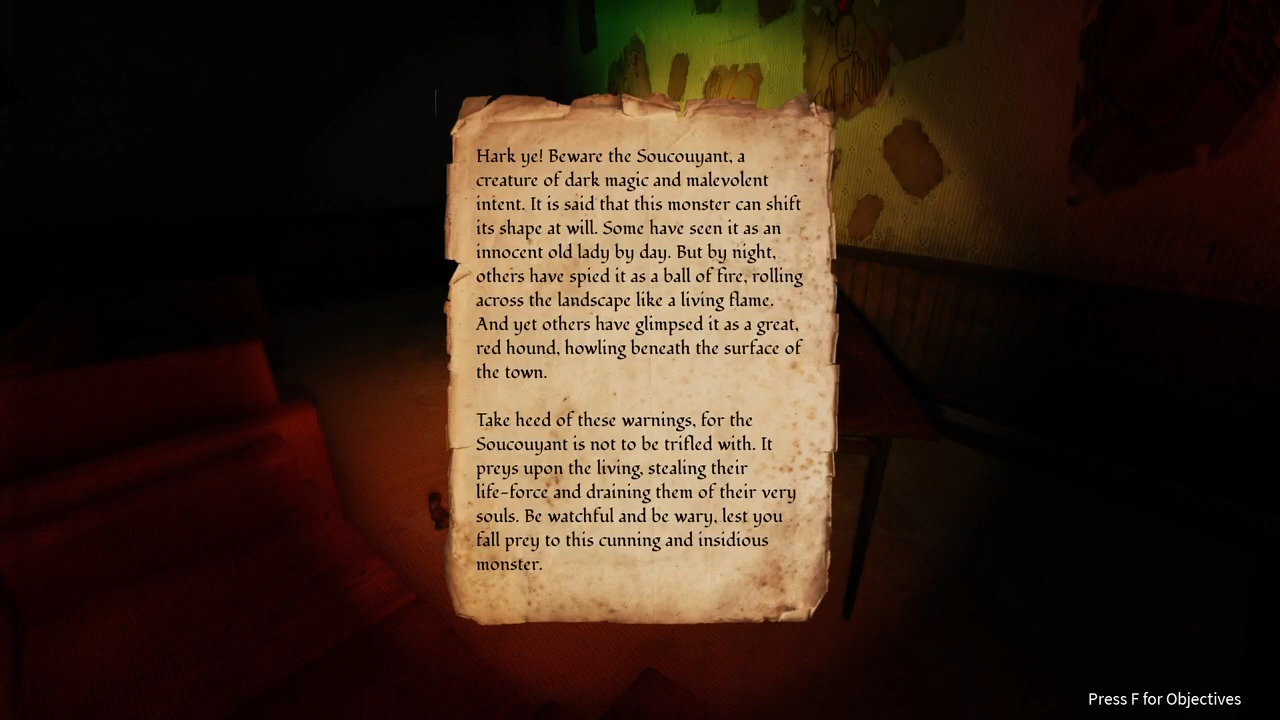 Hark ye! Beware the Soucouyant, a
creature of dark magic and malevolent
intent. It is said that this monster can shift
its shape at will. Some have seen it as an
innocent old lady by day. But by night,
others have spied it as a ball of fire, rolling
across the landscape like a living flame.
And yet others have glimpsed it as a great,
red hound, howling beneath the surface of
the town.
Take heed of these warnings, for the
Soucouyant is not to be trifled with. It
preys upon the living, stealing their
life-force and draining them of their very
souls. Be watchful and be wary, lest you
fall prey to this cunning and insidious
monster.
Press F for Objectives